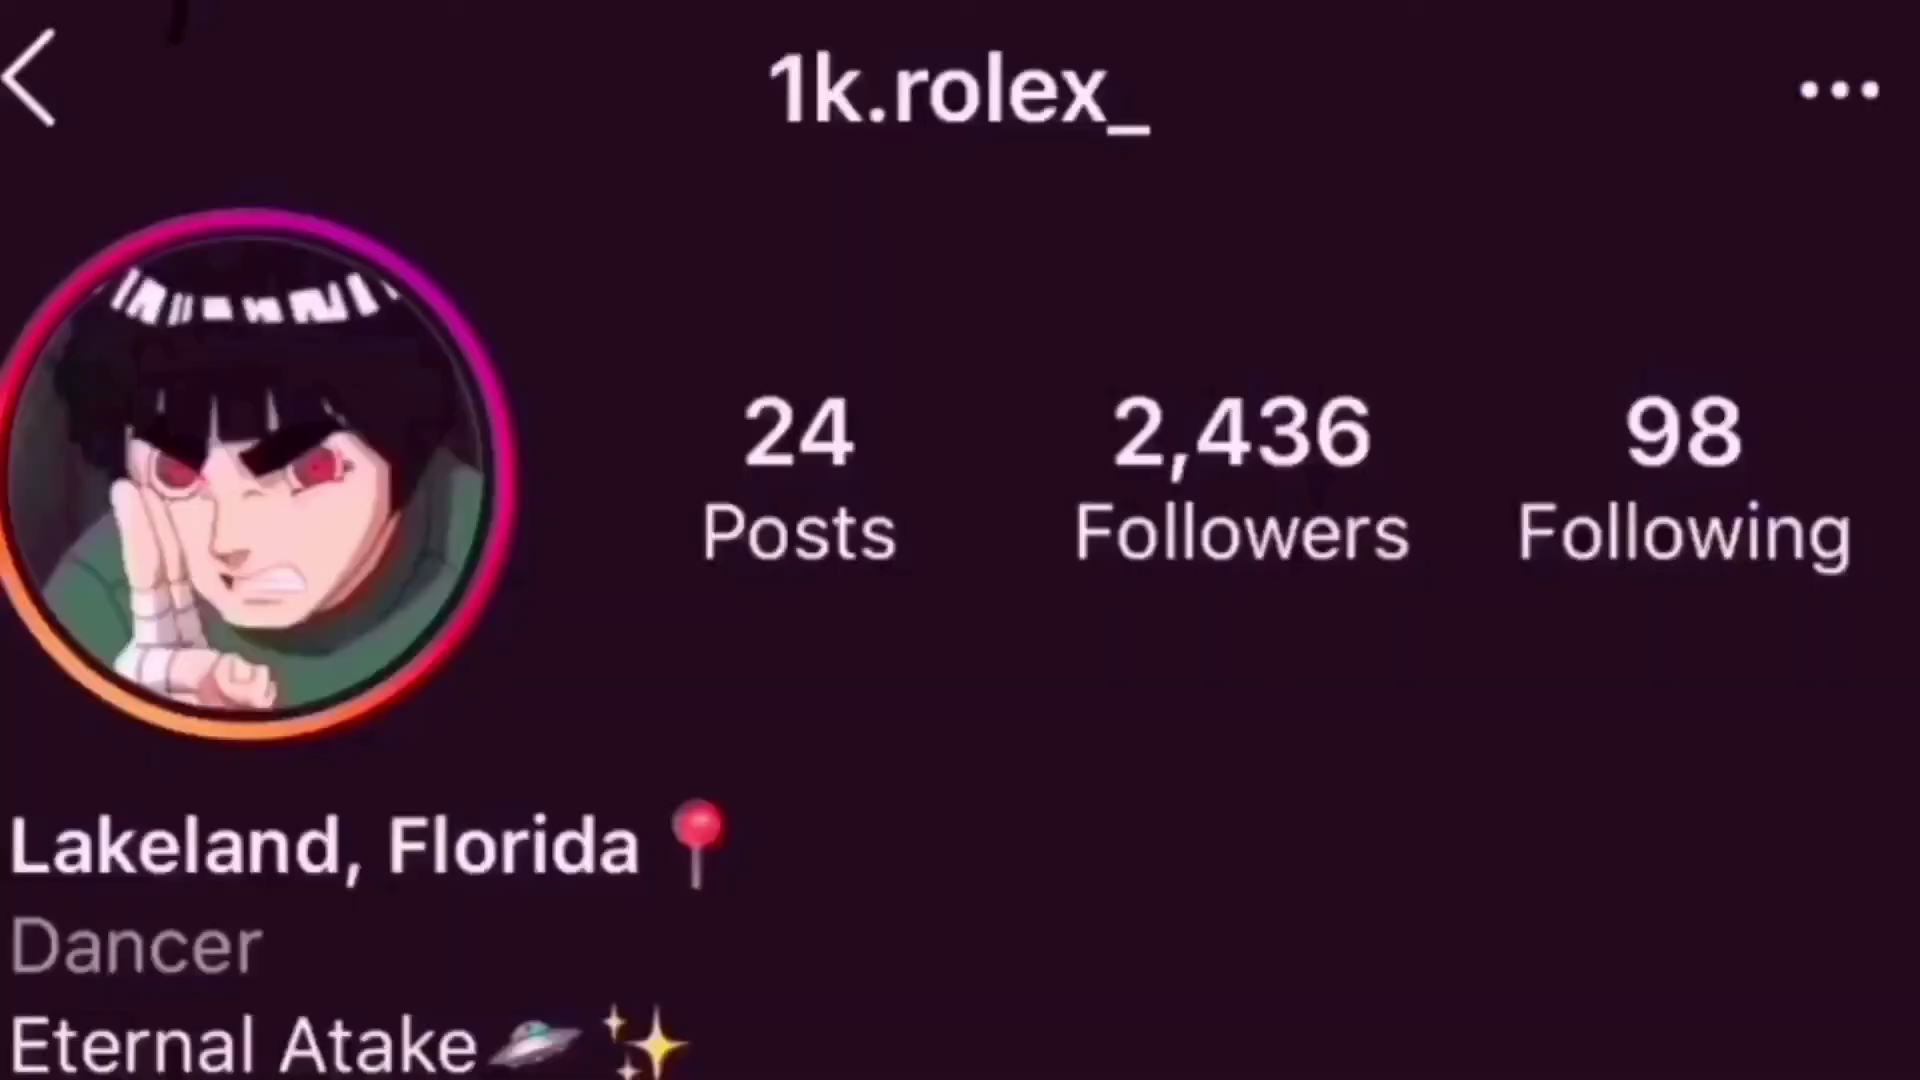 1k.rolex_
24 2,436 98
Posts Followers Following
Lakeland, Florida📍
Dancer
Eternal Atake🛸✨